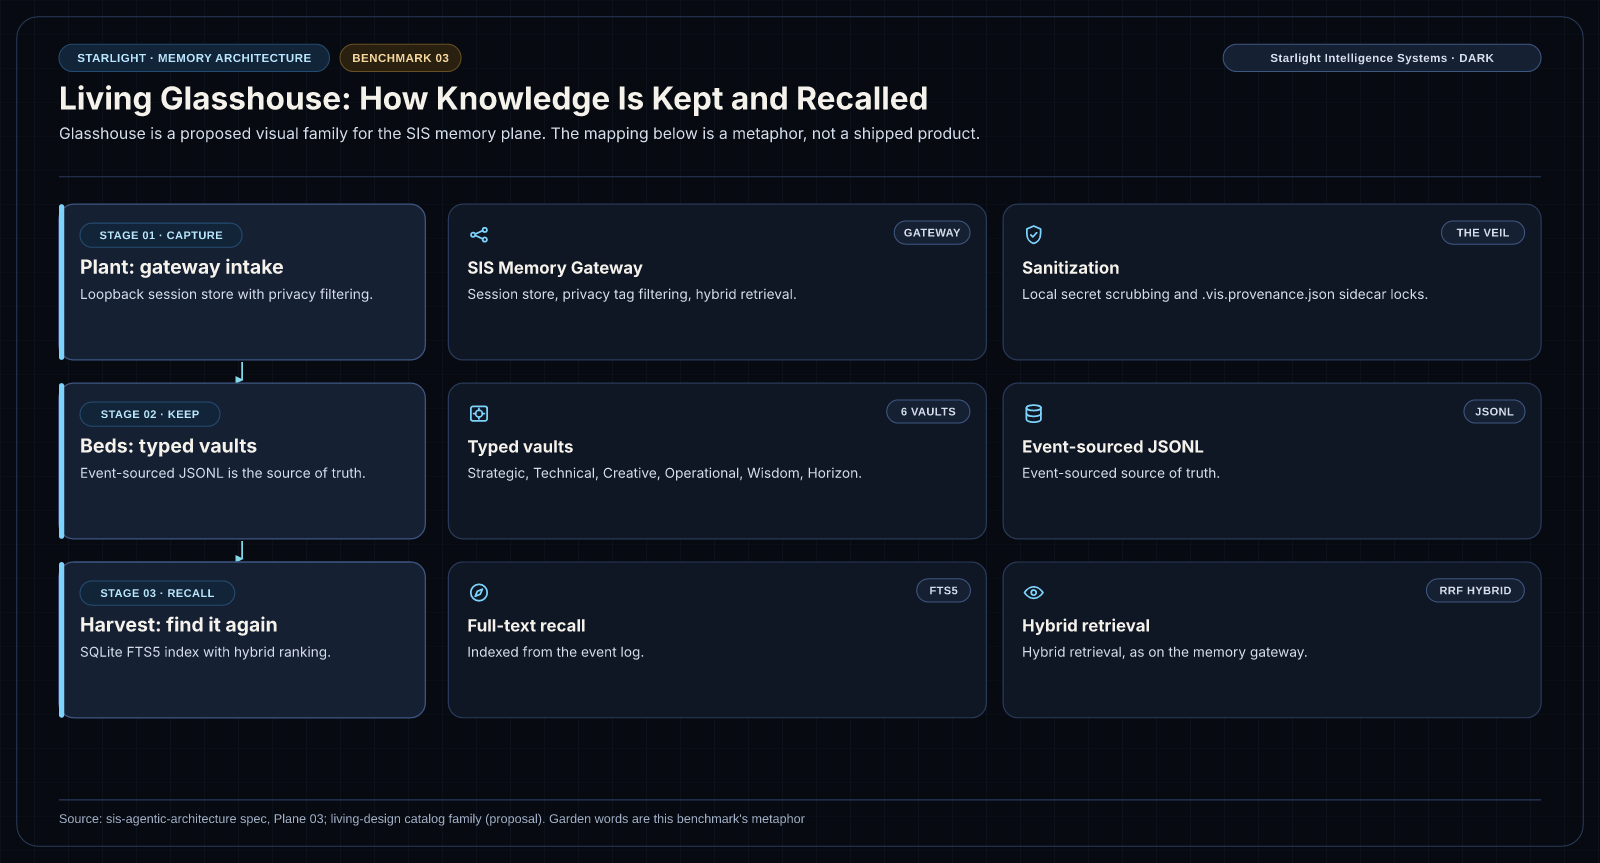 STARLIGHT · MEMORY ARCHITECTURE
BENCHMARK 03
Starlight Intelligence Systems · DARK
Living Glasshouse: How Knowledge Is Kept and Recalled
Glasshouse is a proposed visual family for the SIS memory plane. The mapping below is a metaphor, not a shipped product.
STAGE 01 · CAPTURE
Plant: gateway intake
Loopback session store with privacy filtering.
GATEWAY
SIS Memory Gateway
Session store, privacy tag filtering, hybrid retrieval.
THE VEIL
Sanitization
Local secret scrubbing and .vis.provenance.json sidecar locks.
STAGE 02 · KEEP
Beds: typed vaults
Event-sourced JSONL is the source of truth.
6 VAULTS
Typed vaults
Strategic, Technical, Creative, Operational, Wisdom, Horizon.
JSONL
Event-sourced JSONL
Event-sourced source of truth.
STAGE 03 · RECALL
Harvest: find it again
SQLite FTS5 index with hybrid ranking.
FTS5
Full-text recall
Indexed from the event log.
RRF HYBRID
Hybrid retrieval
Hybrid retrieval, as on the memory gateway.
Source: sis-agentic-architecture spec, Plane 03; living-design catalog family (proposal). Garden words are this benchmark's metaphor